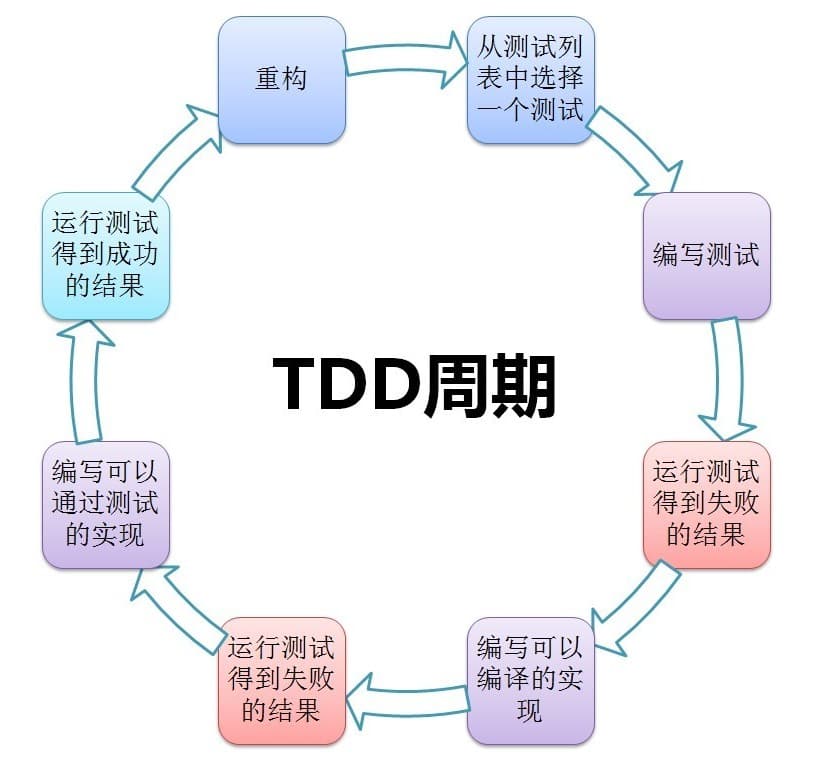 重构
从测试列
表中选择
一个测试
编写测试
运行测试
得到失败
的结果
编写可以
编译的实
现
运行测试
得到失败
的结果
编写可以
通过测试
的实现
运行测试
得到成功
的结果
TDD周期